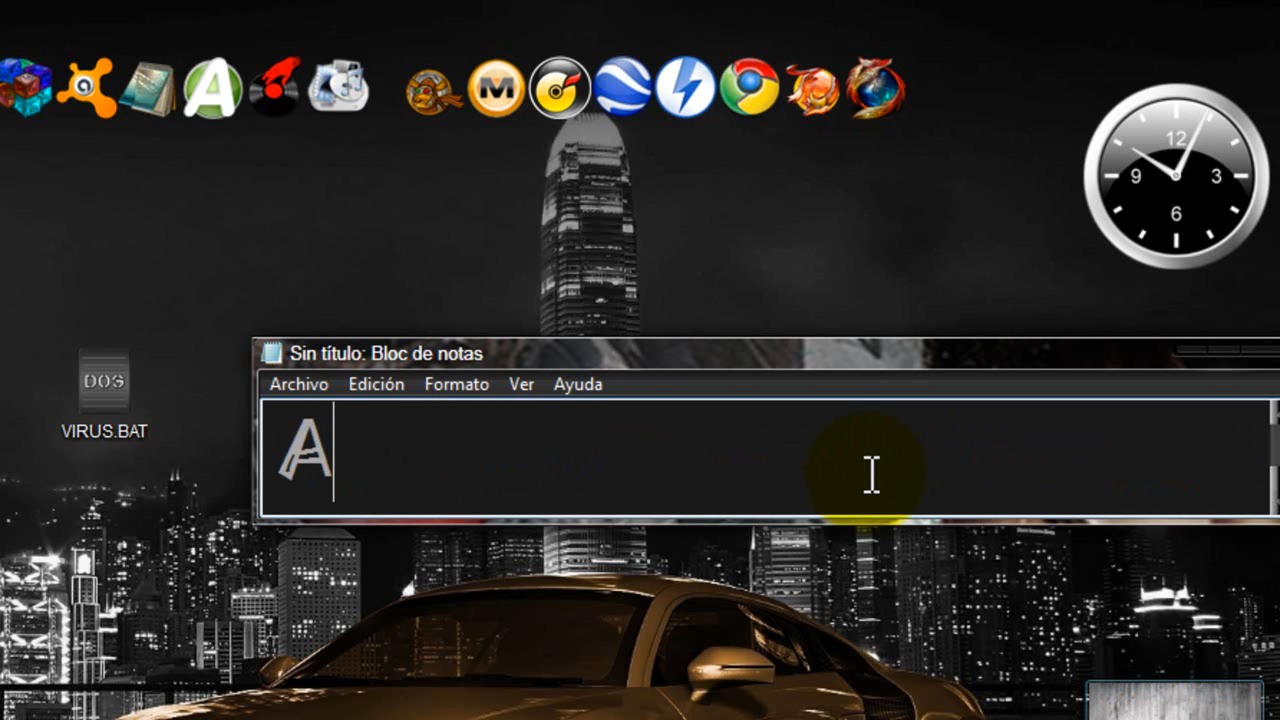 A
M
12
9
3
6
Sin título: Bloc de notas
Archivo Edición Formato Ver Ayuda
A
DOS
VIRUS.BAT